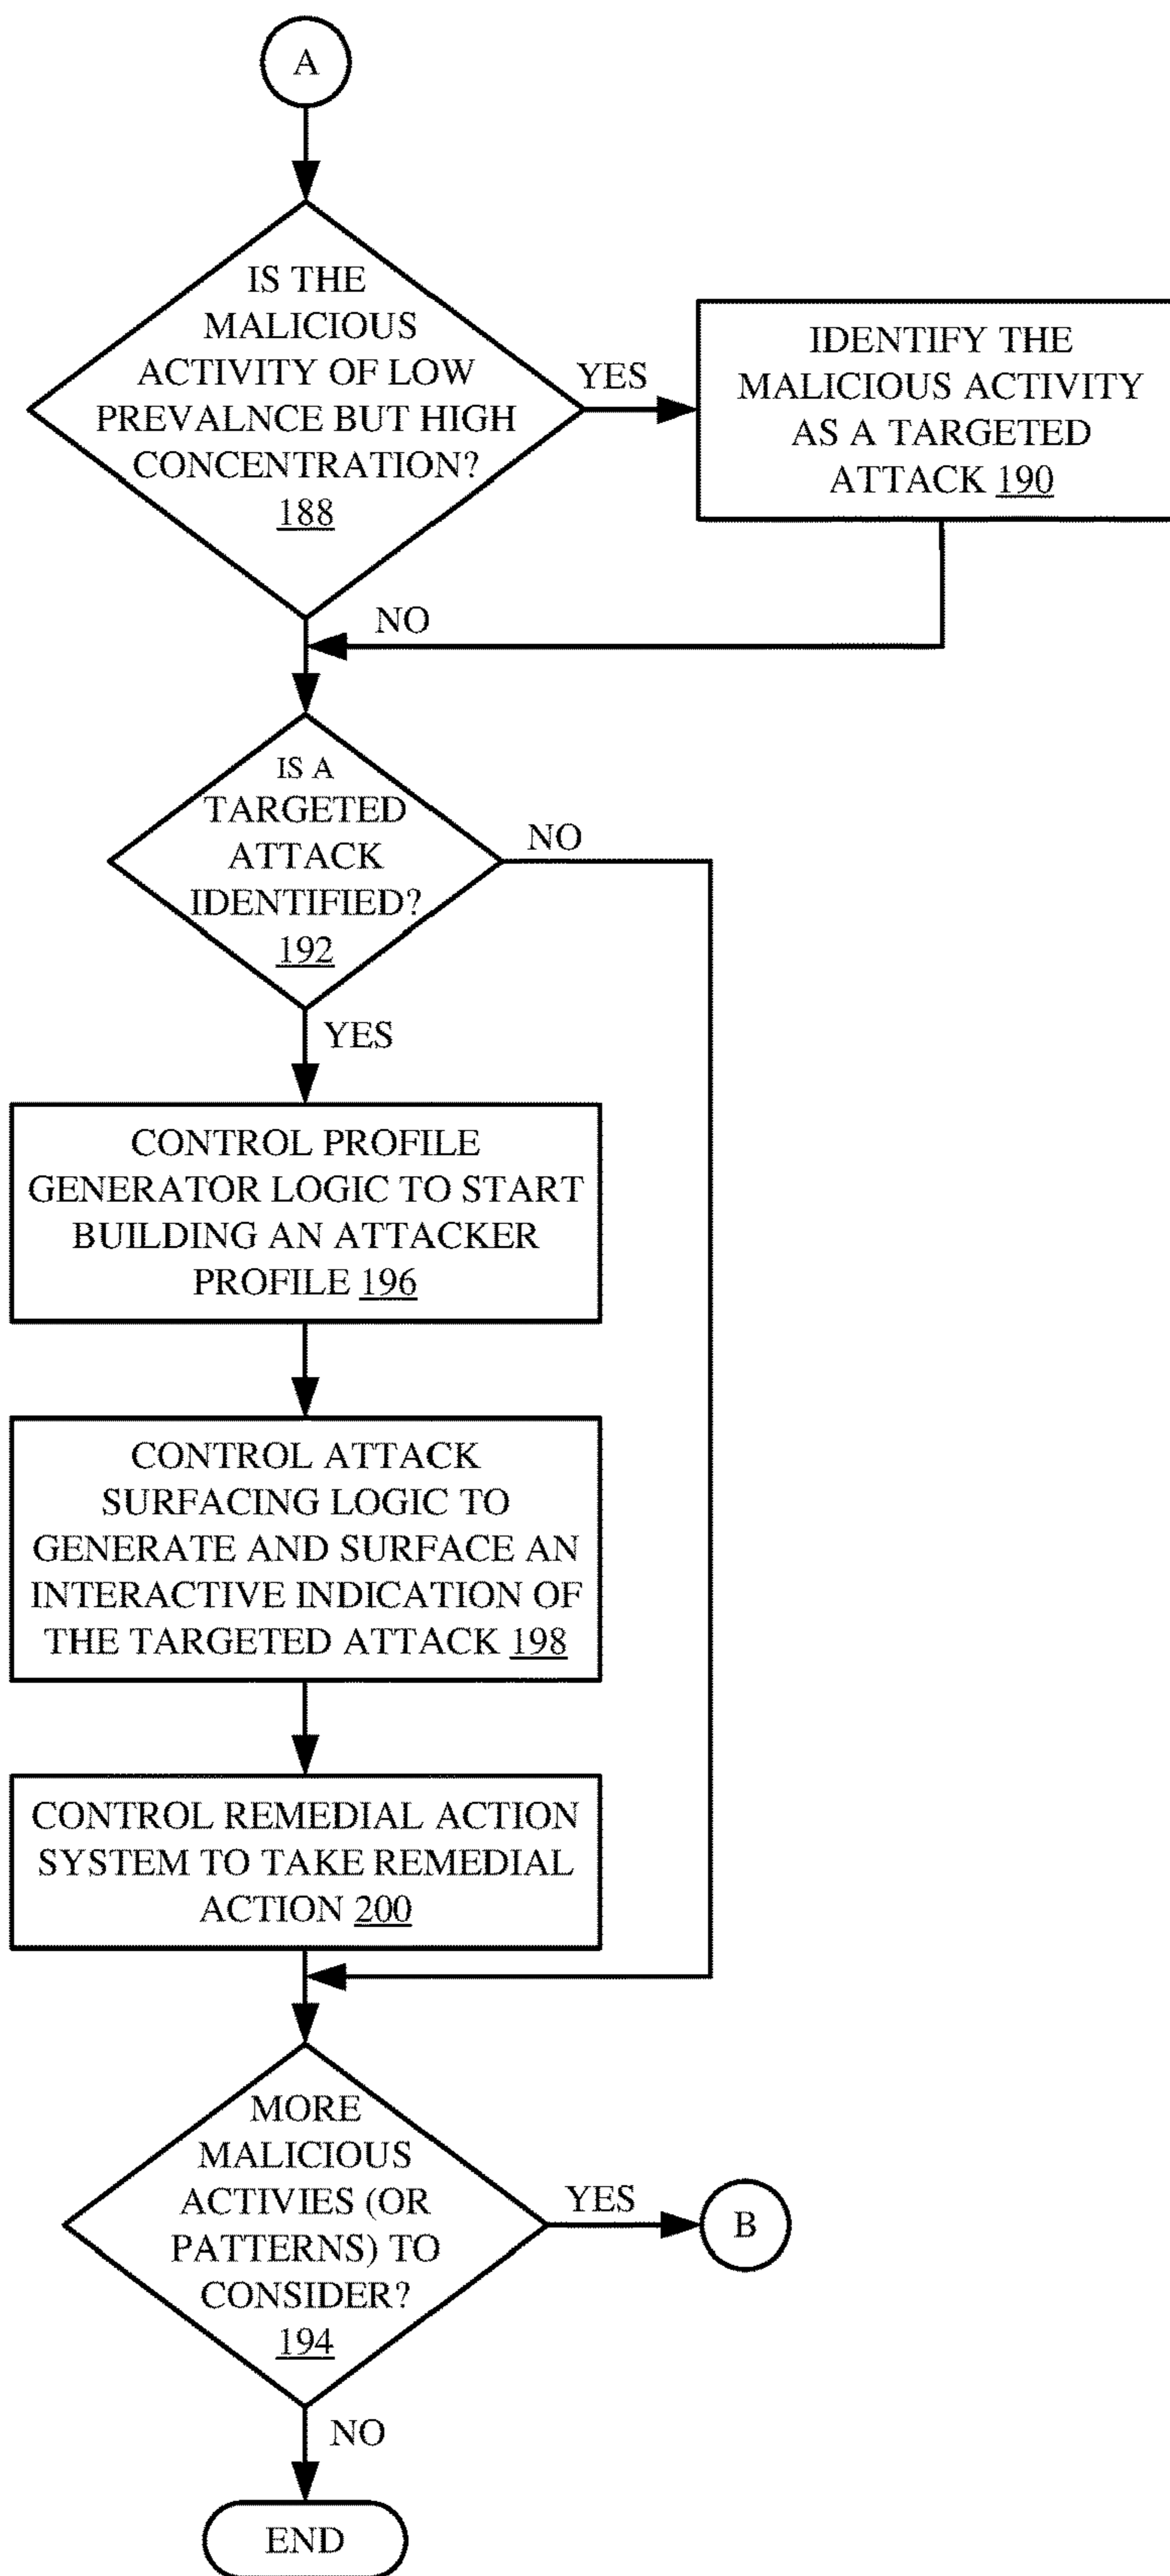 A
IS THE
MALICIOUS
ACTIVITY OF LOW
PREVALNCE BUT HIGH
CONCENTRATION?
188
YES
IDENTIFY THE
MALICIOUS ACTIVITY
AS A TARGETED
ATTACK 190
NO
IS A
TARGETED
ATTACK
IDENTIFIED?
192
NO
YES
CONTROL PROFILE
GENERATOR LOGIC TO START
BUILDING AN ATTACKER
PROFILE 196
CONTROL ATTACK
SURFACING LOGIC TO
GENERATE AND SURFACE AN
INTERACTIVE INDICATION OF
THE TARGETED ATTACK 198
CONTROL REMEDIAL ACTION
SYSTEM TO TAKE REMEDIAL
ACTION 200
MORE
MALICIOUS
ACTIVIES (OR
PATTERNS) TO
CONSIDER?
194
YES
B
NO
END